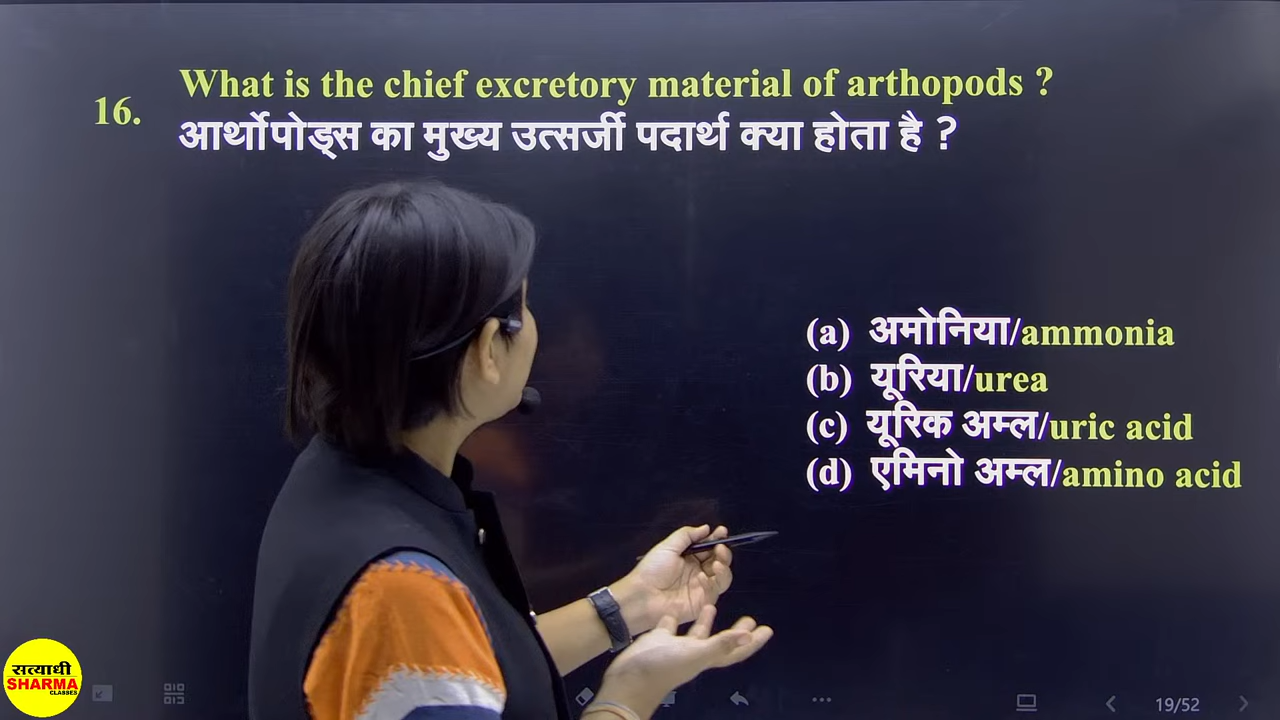 16.
What is the chief excretory material of arthopods ?
आर्थोपोड्स का मुख्य उत्सर्जी पदार्थ क्या होता है ?
(a) अमोनिया/ammonia
(b) यूरिया/urea
(c) यूरिक अम्ल/uric acid
(d) एमिनो अम्ल/amino acid
सत्याधी
SHARMA
CLASSES
19/52